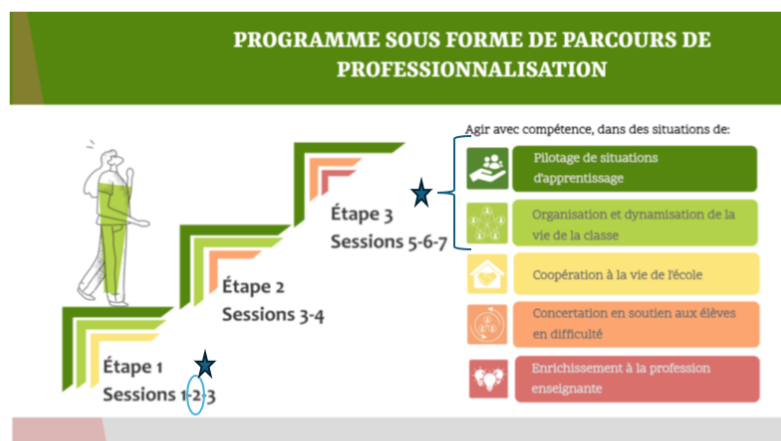 PROGRAMME SOUS FORME DE PARCOURS DE
PROFESSIONNALISATION
Agir avec compétence, dans des situations de:
Pilotage de situations
d'apprentissage
Organisation et dynamisation de la
vie de la classe
Coopération à la vie de l'école
Concertation en soutien aux élèves
en difficulté
Enrichissement à la profession
enseignante
Étape 3
Sessions 5-6-7
Étape 2
Sessions 3-4
Étape 1
Sessions 1-2-3